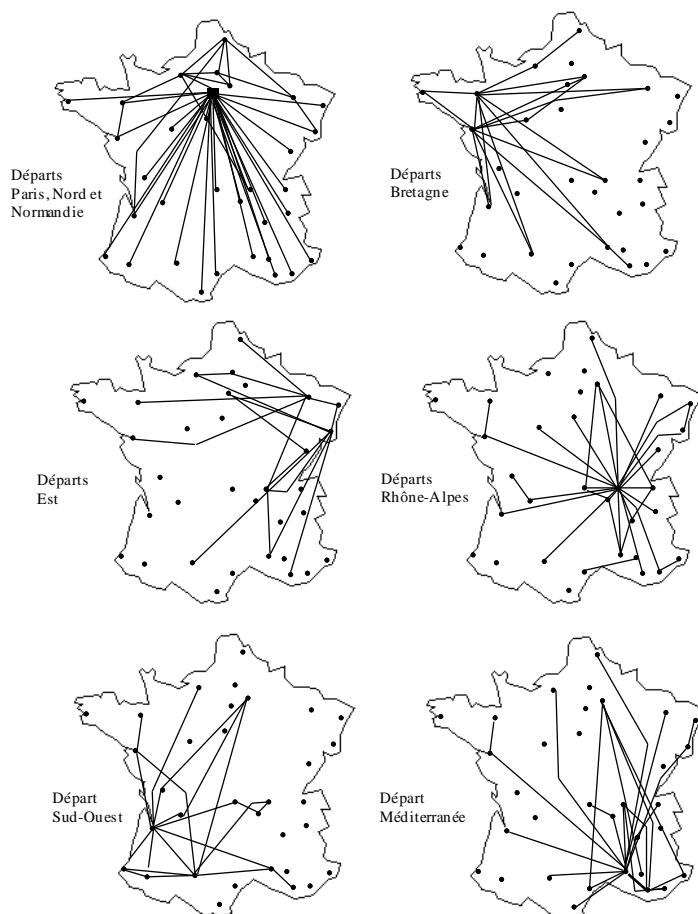 Départs
Paris, Nord et
Normandie
Départs
Bretagne
Départs
Est
Départs
Rhône-Alpes
Départ
Sud-Ouest
Départ
Méditerranée